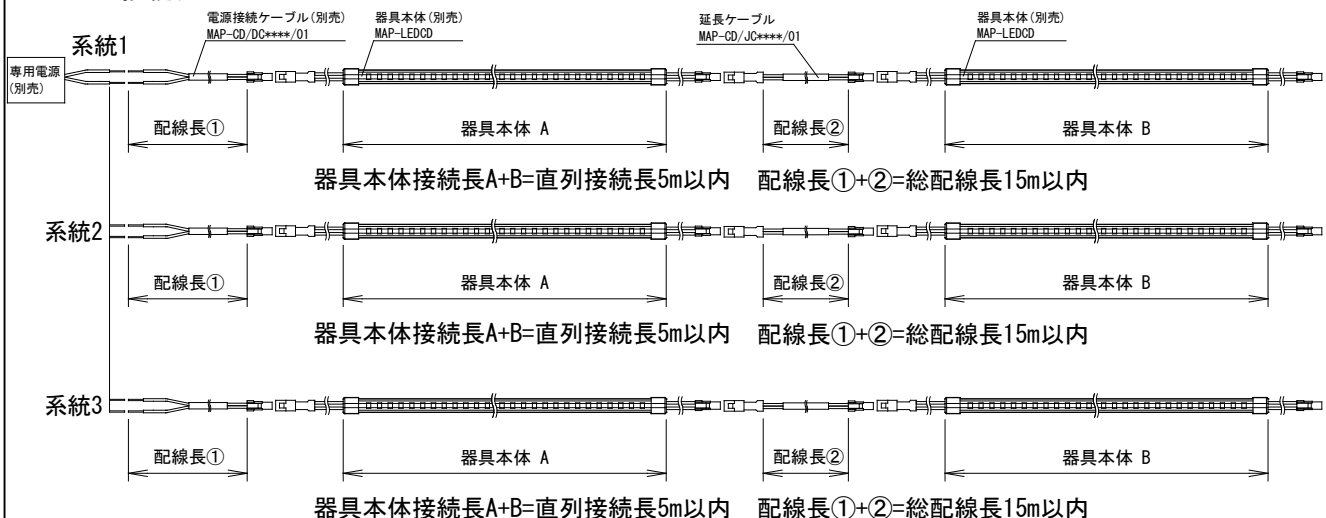 電源接続ケーブル(別売)
MAP-CD/DC****/01
器具本体(別売)
MAP-LEDCD
延長ケーブル
MAP-CD/JC****/01
器具本体(別売)
MAP-LEDCD
系統1
専用電源
(別売)
配線長①
器具本体 A
配線長②
器具本体 B
器具本体接続長A+B=直列接続長5m以内 配線長①+②=総配線長15m以内
系統2
配線長①
器具本体 A
配線長②
器具本体 B
器具本体接続長A+B=直列接続長5m以内 配線長①+②=総配線長15m以内
系統3
配線長①
器具本体 A
配線長②
器具本体 B
器具本体接続長A+B=直列接続長5m以内 配線長①+②=総配線長15m以内